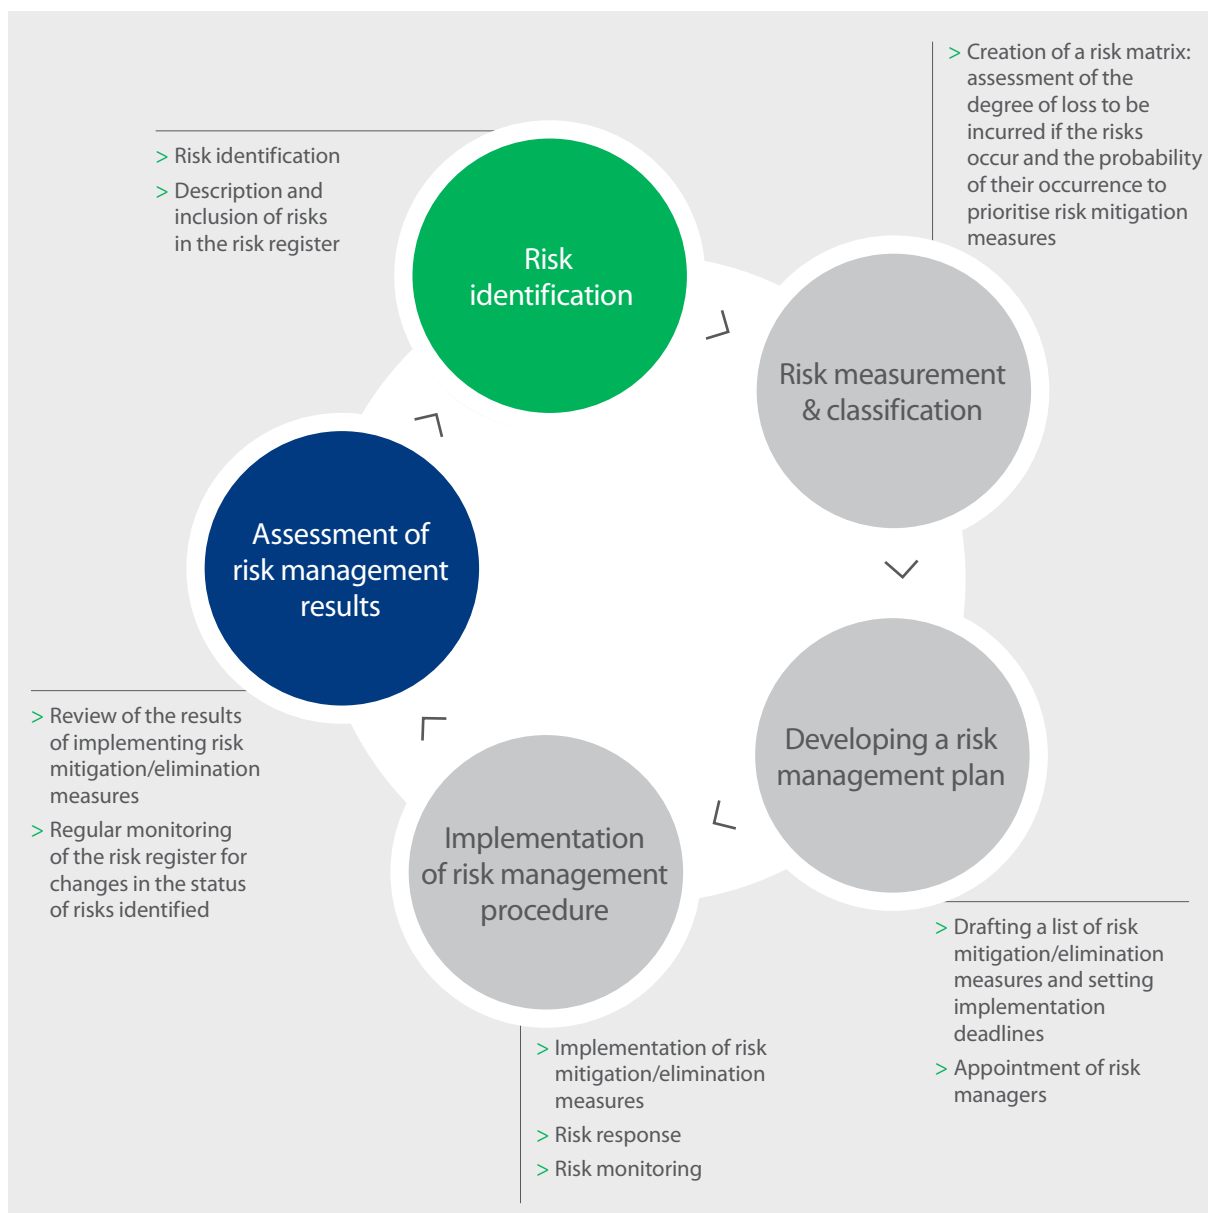 > Risk identification
> Description and
inclusion of risks
in the risk register
Risk
identification
> Creation of a risk matrix:
assessment of the
degree of loss to be
incurred if the risks
occur and the probability
of their occurrence to
prioritise risk mitigation
measures
Risk measurement
& classification
Developing a risk
management plan
> Drafting a list of risk
mitigation/elimination
measures and setting
implementation
deadlines
> Appointment of risk
managers
Implementation
of risk management
procedure
> Implementation of risk
mitigation/elimination
measures
> Risk response
> Risk monitoring
Assessment of
risk management
results
> Review of the results
of implementing risk
mitigation/elimination
measures
> Regular monitoring
of the risk register for
changes in the status
of risks identified